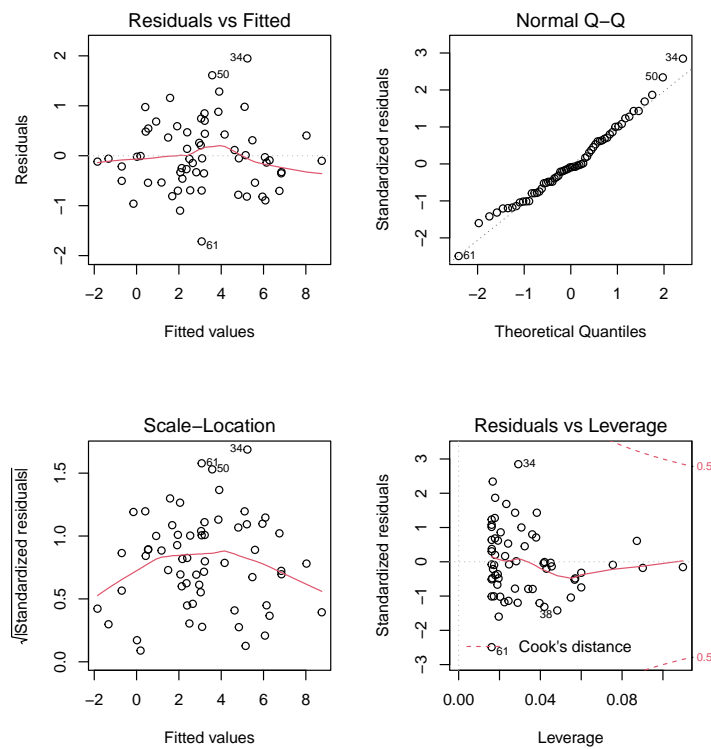 Residuals vs Fitted
Residuals
2
1
0
−1
−2
34
50
61
−2 0 2 4 6 8
Fitted values
Normal Q−Q
Standardized residuals
3
2
1
0
−1
−2
34
50
61
−2 −1 0 1 2
Theoretical Quantiles
Scale−Location
√|Standardized residuals|
1.5
1.0
0.5
0.0
34
61
50
−2 0 2 4 6 8
Fitted values
Residuals vs Leverage
Standardized residuals
3
2
1
0
−1
−2
−3
34
38
61
Cook's distance
0.5
0.5
0.00 0.04 0.08
Leverage